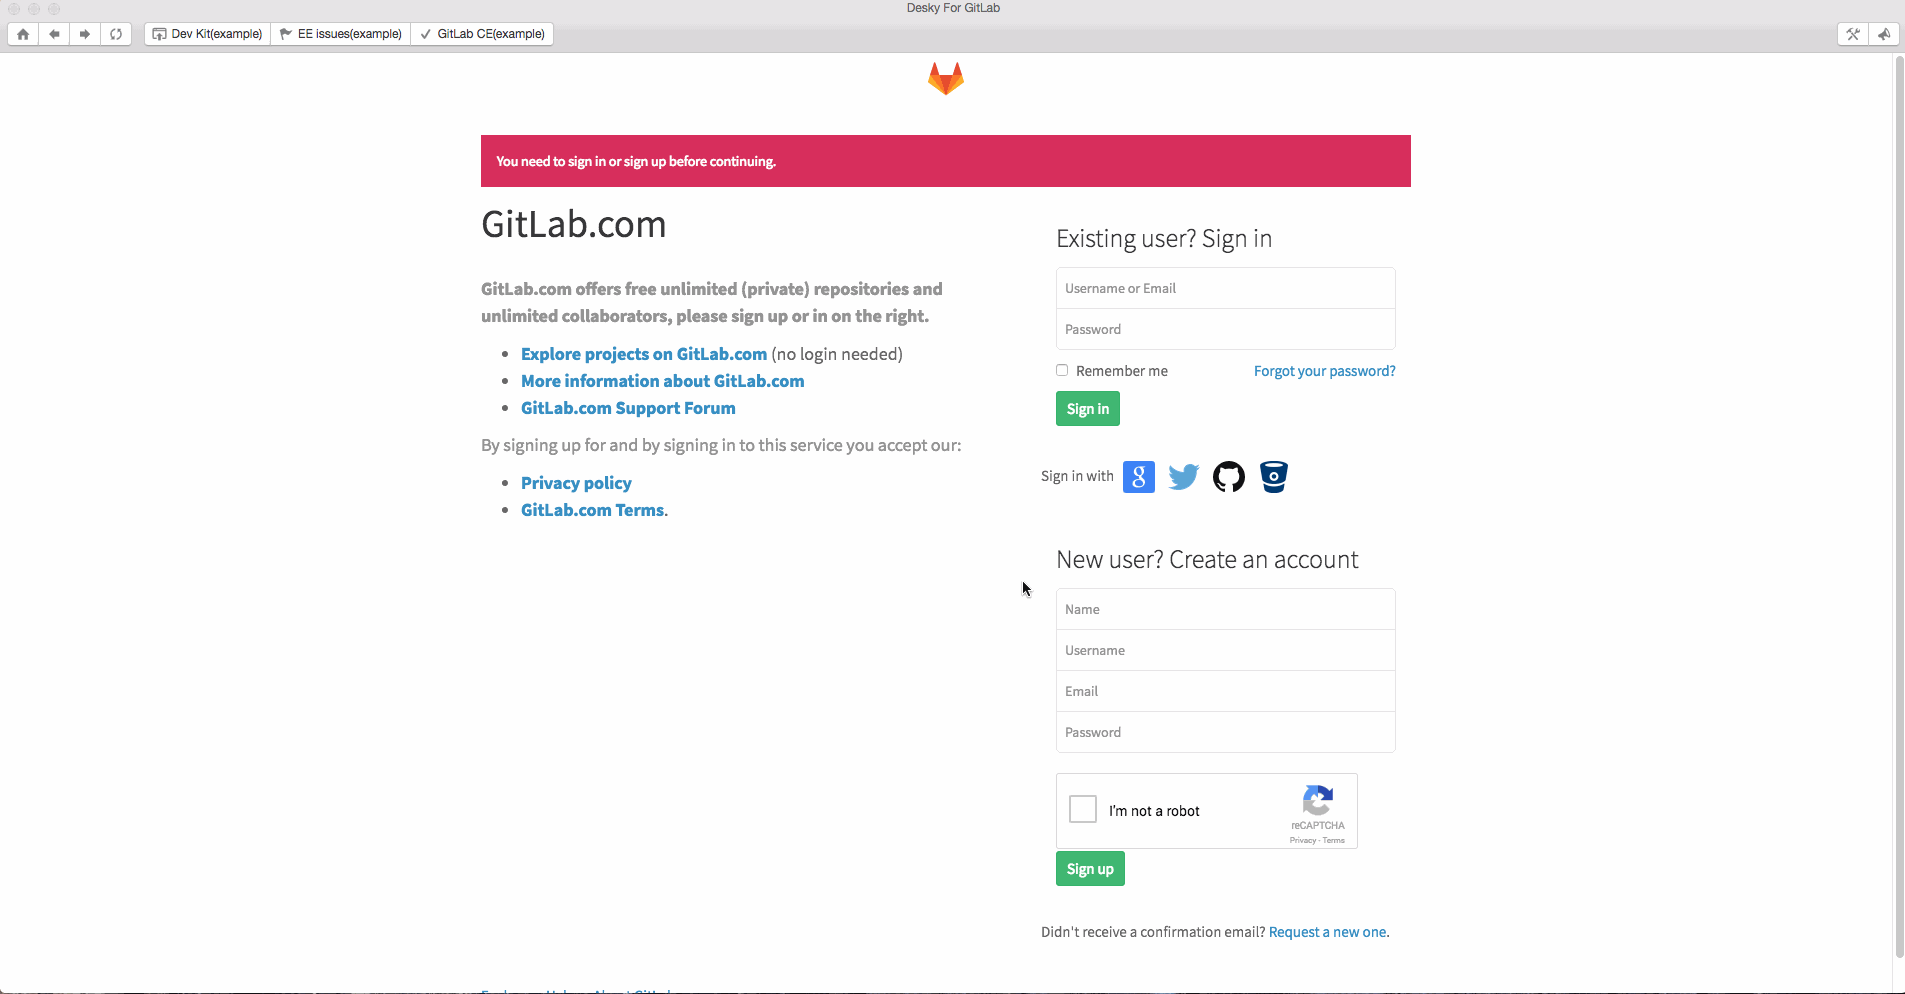 Desky For GitLab
Dev Kit(example) EE issues(example) GitLab CE(example)
You need to sign in or sign up before continuing.
GitLab.com
GitLab.com offers free unlimited (private) repositories and
unlimited collaborators, please sign up or in on the right.
Explore projects on GitLab.com (no login needed)
More information about GitLab.com
GitLab.com Support Forum
By signing up for and by signing in to this service you accept our:
Privacy policy
GitLab.com Terms.
Existing user? Sign in
Username or Email
Password
Remember me Forgot your password?
Sign in
Sign in with
New user? Create an account
Name
Username
Email
Password
I'm not a robot
reCAPTCHA
Privacy - Terms
Sign up
Didn't receive a confirmation email? Request a new one.